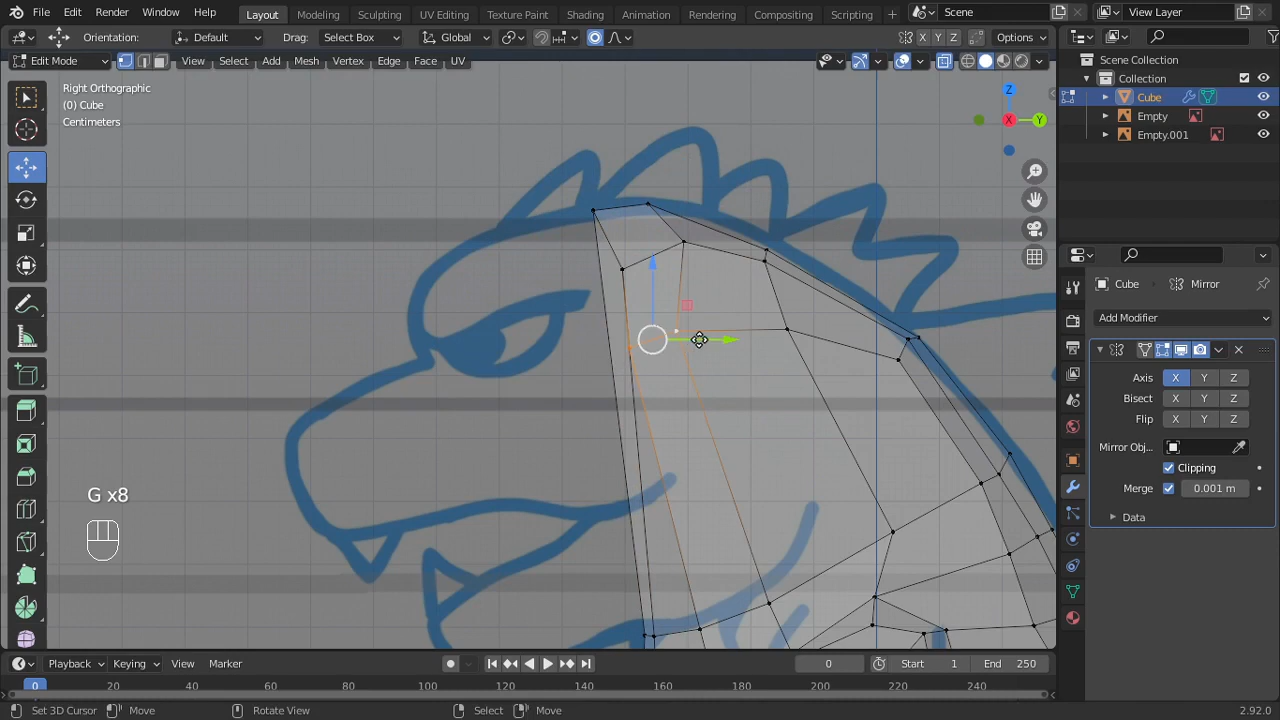 File Edit Render Window Help Layout Modeling Sculpting UV Editing Texture Paint Shading Animation Rendering Compositing Scripting Scene View Layer
Orientation: Default Drag: Select Box Global X Y Z Options
Edit Mode View Select Add Mesh Vertex Edge Face UV
Right Orthographic
(0) Cube
Centimeters
Z
Y
X
G x8
Scene Collection
Collection
Cube
Empty
Empty.001
Cube Mirror
Add Modifier
Axis X Y Z
Bisect X Y Z
Flip X Y Z
Mirror Obj...
Clipping
Merge 0.001 m
Data
Playback Keying View Marker 0 Start 1 End 250
0 20 40 60 80 100 120 140 160 180 200 220 240
Set 3D Cursor Move Rotate View Select Move 2.92.0